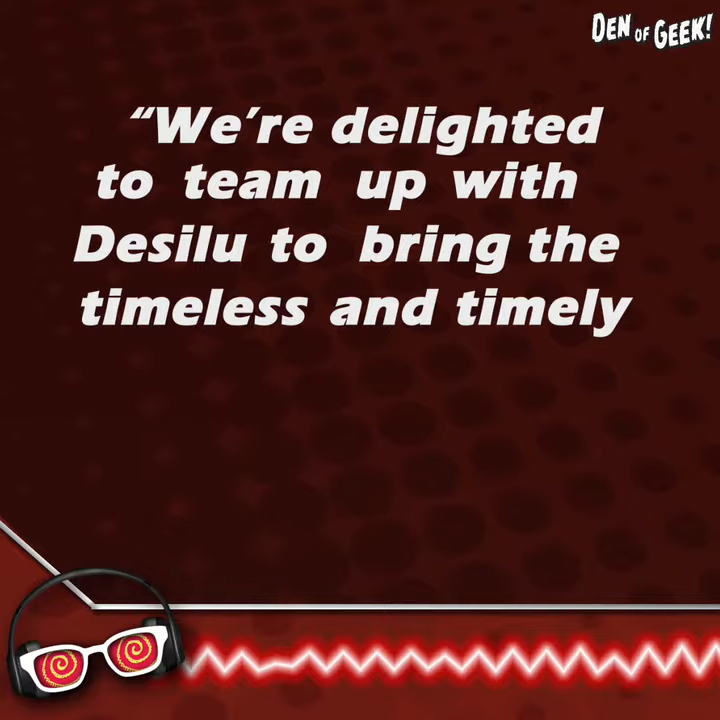 DEN OF GEEK!
“We’re delighted
to team up with
Desilu to bring the
timeless and timely